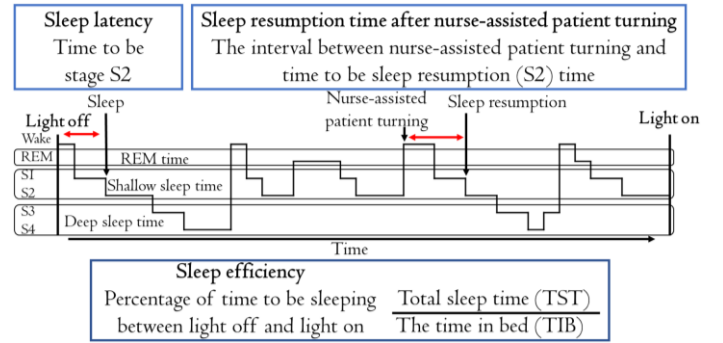 Sleep latency
Time to be
stage S2
Sleep resumption time after nurse-assisted patient turning
The interval between nurse-assisted patient turning and
time to be sleep resumption (S2) time
Light off
Sleep
Nurse-assisted
patient turning
Sleep resumption
Light on
Wake
REM
REM time
S1
S2
Shallow sleep time
S3
S4
Deep sleep time
Time
Sleep efficiency
Percentage of time to be sleeping
between light off and light on
Total sleep time (TST)
The time in bed (TIB)